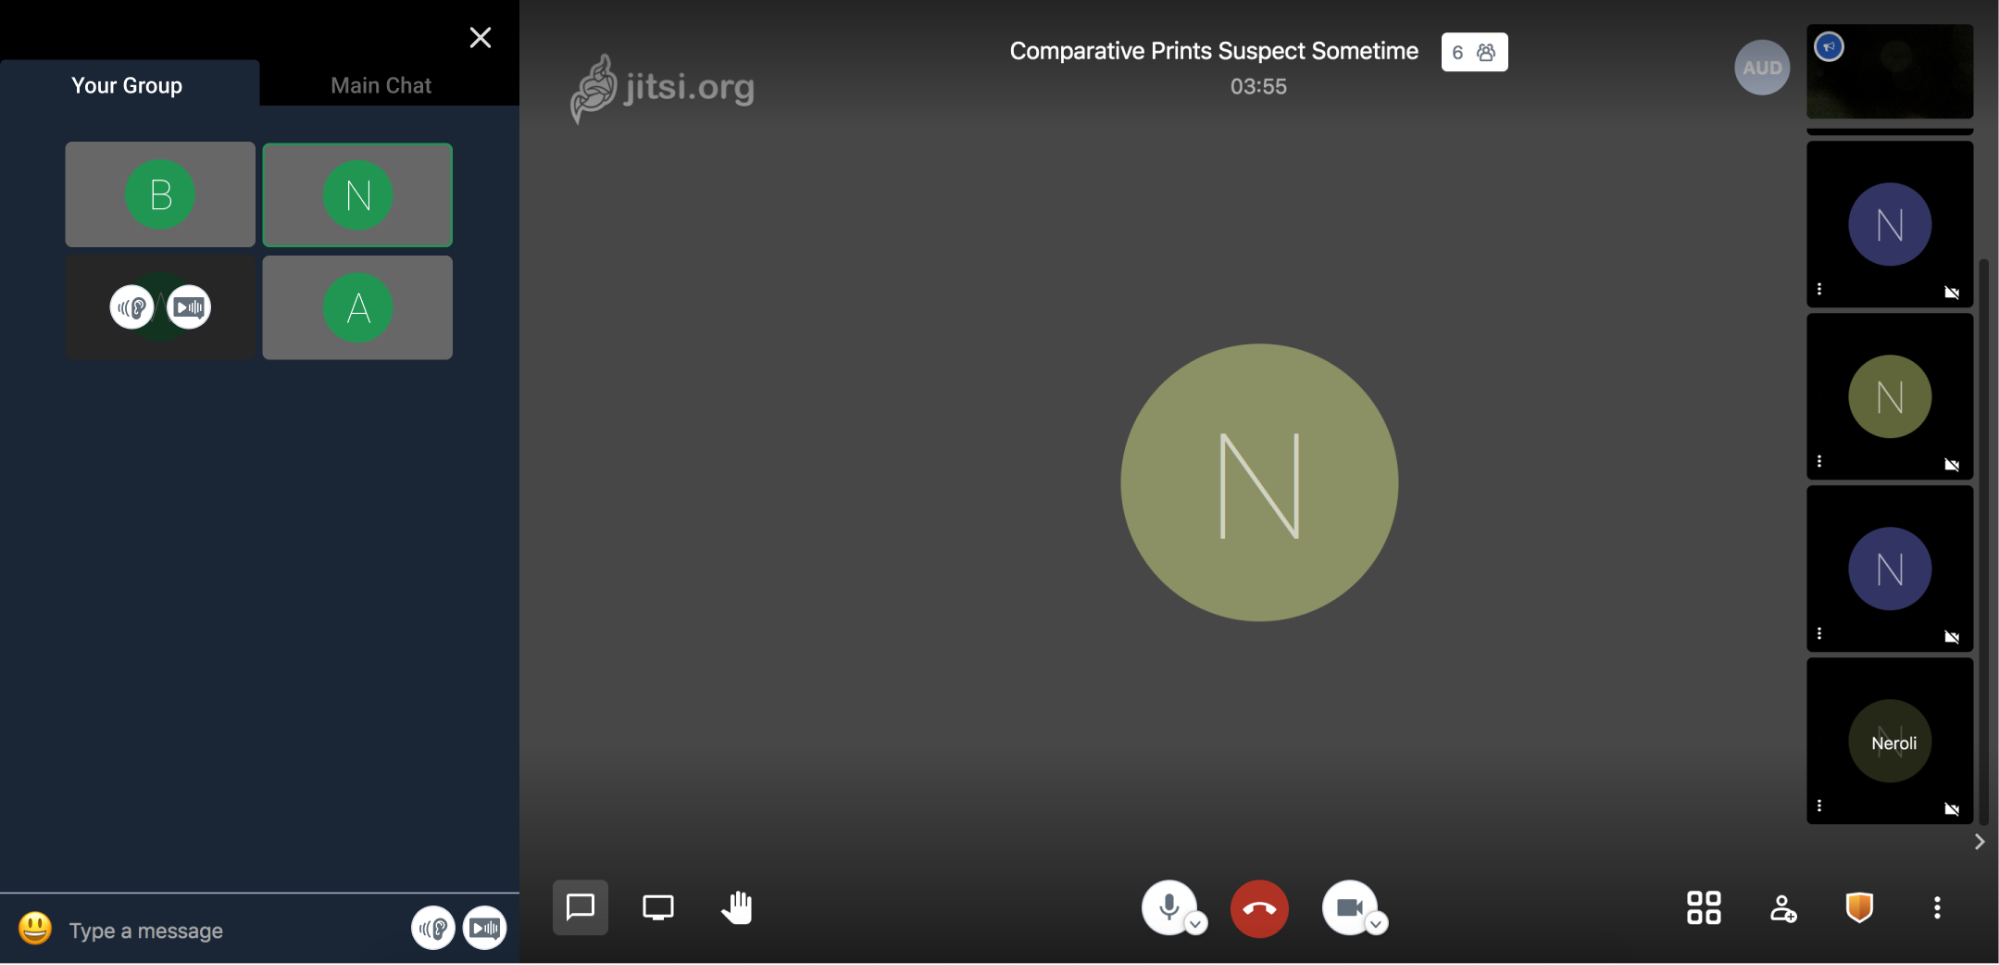 Your Group
Main Chat
B
N
A
Type a message
jitsi.org
Comparative Prints Suspect Sometime
6
03:55
N
AUD
N
N
N
Neroli